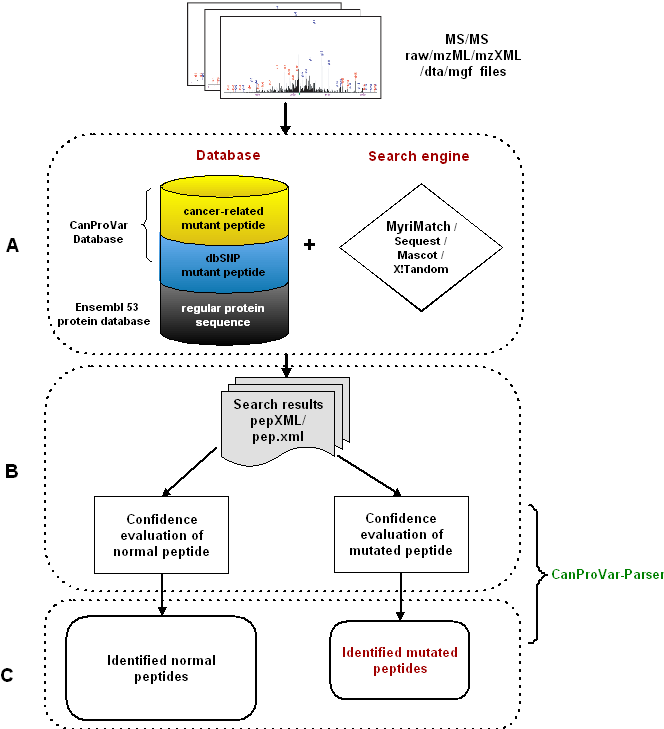 MS/MS
raw/mzML/mzXML
/dta/mgf files
Database
Search engine
A
CanProVar
Database
cancer-related
mutant peptide
dbSNP
mutant peptide
Ensembl 53
protein database
regular protein
sequence
+
MyriMatch /
Sequest /
Mascot /
X!Tandom
B
Search results
pepXML/
pep.xml
Confidence
evaluation of
normal peptide
Confidence
evaluation of
mutated peptide
CanProVar-Parser
C
Identified normal
peptides
Identified mutated
peptides